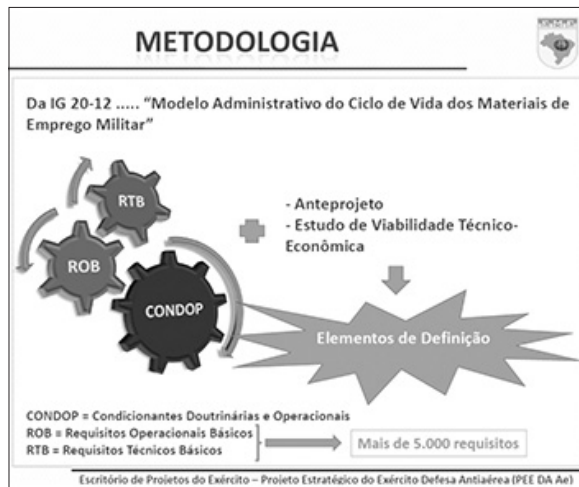 METODOLOGIA
Da IG 20-12 ..... “Modelo Administrativo do Ciclo de Vida dos Materiais de
Emprego Militar”
RTB
ROB
CONDOP
- Anteprojeto
- Estudo de Viabilidade Técnico-
Econômica
Elementos de Definição
CONDOP = Condicionantes Doutrinárias e Operacionais
ROB = Requisitos Operacionais Básicos
RTB = Requisitos Técnicos Básicos
Mais de 5.000 requisitos
Escritório de Projetos do Exército – Projeto Estratégico do Exército Defesa Antiaérea (PEE DA Ae)